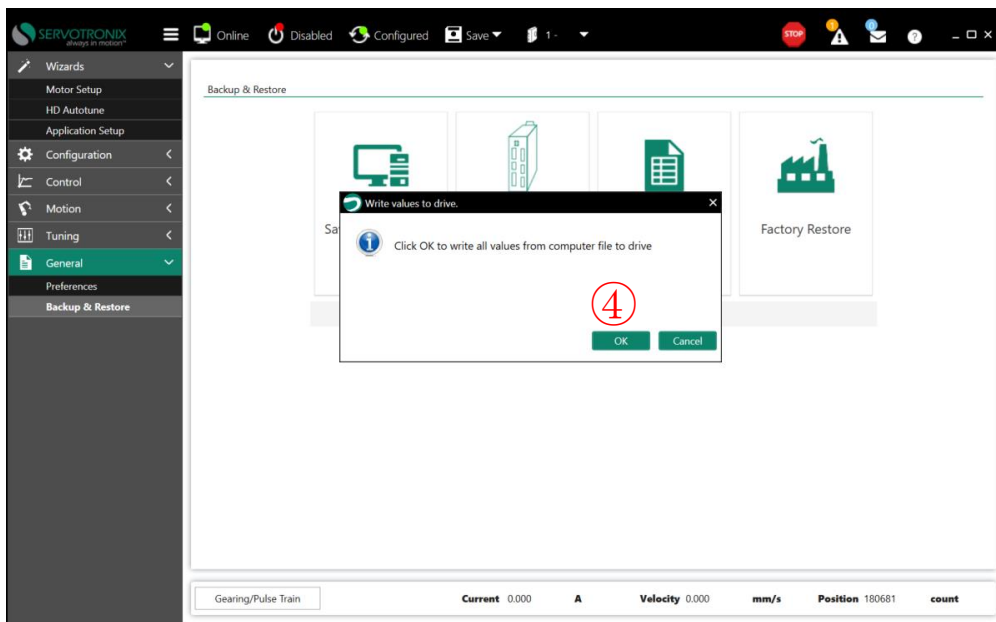 SERVOTRONIX
always in motion
Online
Disabled
Configured
Save
1 -
STOP
1
0
?
Wizards
Motor Setup
HD Autotune
Application Setup
Configuration
Control
Motion
Tuning
General
Preferences
Backup & Restore
Backup & Restore
Sa
Factory Restore
Write values to drive.
Click OK to write all values from computer file to drive
④
OK
Cancel
Gearing/Pulse Train
Current 0.000 A Velocity 0.000 mm/s Position 180681 count